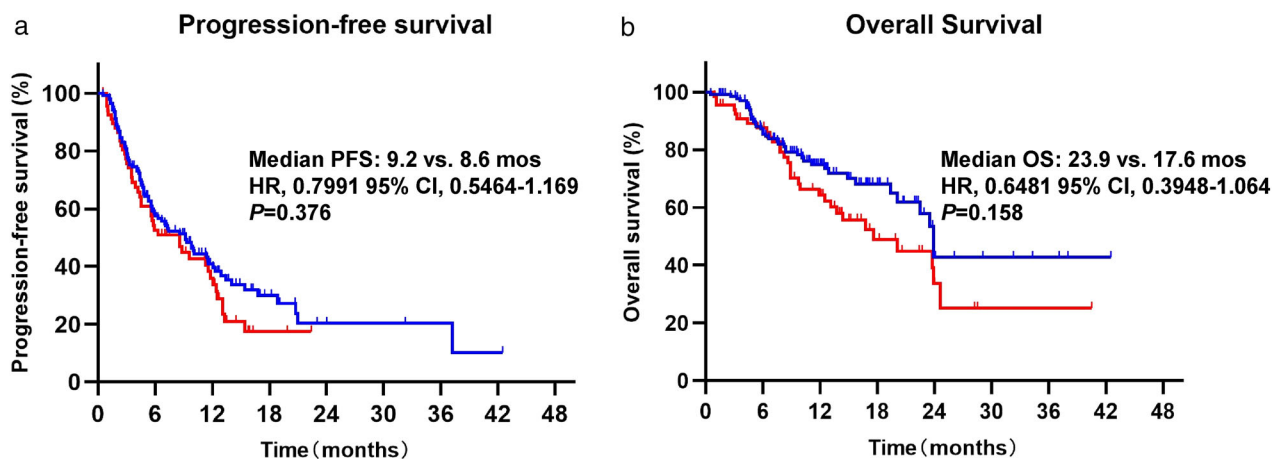 a
Progression-free survival
Progression-free survival (%)
100
80
60
40
20
0
Median PFS: 9.2 vs. 8.6 mos
HR, 0.7991 95% CI, 0.5464-1.169
P=0.376
0 6 12 18 24 30 36 42 48
Time（months）
b
Overall Survival
Overall survival (%)
100
80
60
40
20
0
Median OS: 23.9 vs. 17.6 mos
HR, 0.6481 95% CI, 0.3948-1.064
P=0.158
0 6 12 18 24 30 36 42 48
Time（months）